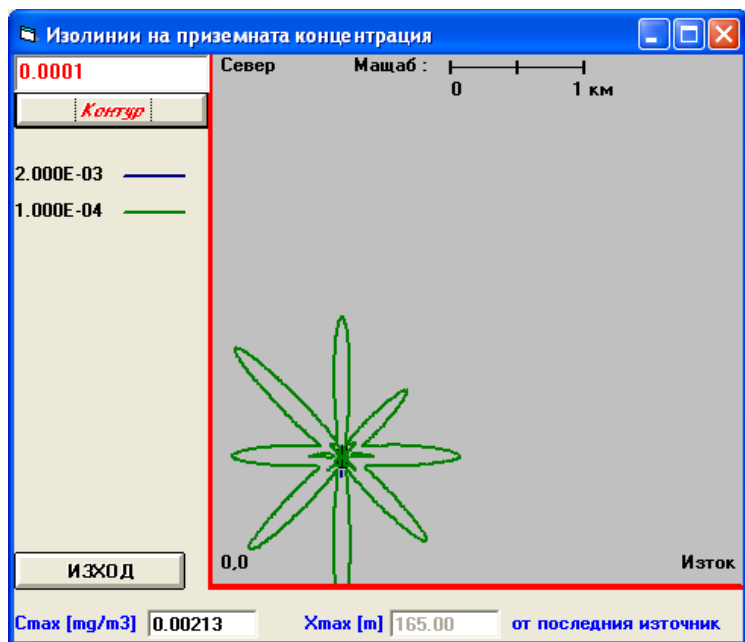 Изолинии на приземната концентрация
0.0001
Север Мащаб :
0 1 км
Контур
2.000E-03
1.000E-04
0,0 Изток
ИЗХОД
Cmax [mg/m3] 0.00213 Xmax [m] 165.00 от последния източник